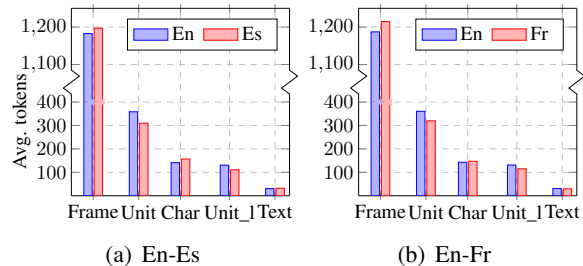 Avg. tokens
1,200
1,100
400
300
200
100
En Es
Frame Unit Char Unit_1 Text
(a) En-Es
1,200
1,100
400
300
200
100
En Fr
Frame Unit Char Unit_1 Text
(b) En-Fr